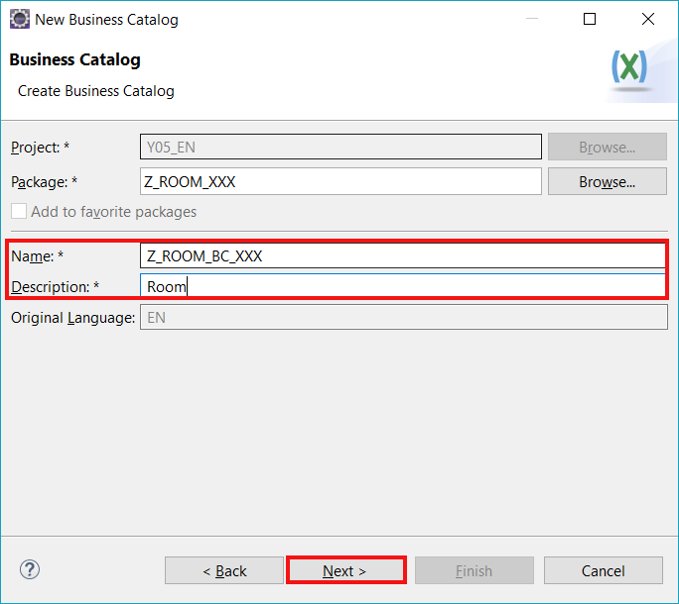 New Business Catalog
Business Catalog
Create Business Catalog
Project: * Y05_EN Browse...
Package: * Z_ROOM_XXX Browse...
Add to favorite packages
Name: * Z_ROOM_BC_XXX
Description: * Room
Original Language: EN
< Back Next > Finish Cancel